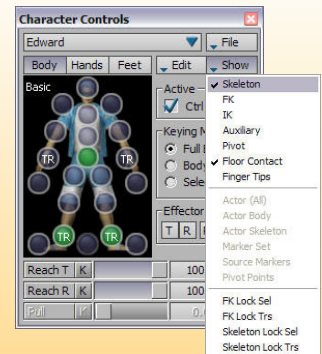 Character Controls
Edward
File
Body Hands Feet Edit Show
Basic
Active
Ctrl
Keying M
Full
Body
Sele
Effector
T R
TR TR
TR TR
Reach T K 100
Reach R K 100
Pull K 0.
Skeleton
FK
IK
Auxiliary
Pivot
Floor Contact
Finger Tips
Actor (All)
Actor Body
Actor Skeleton
Marker Set
Source Markers
Pivot Points
FK Lock Sel
FK Lock Trs
Skeleton Lock Sel
Skeleton Lock Trs